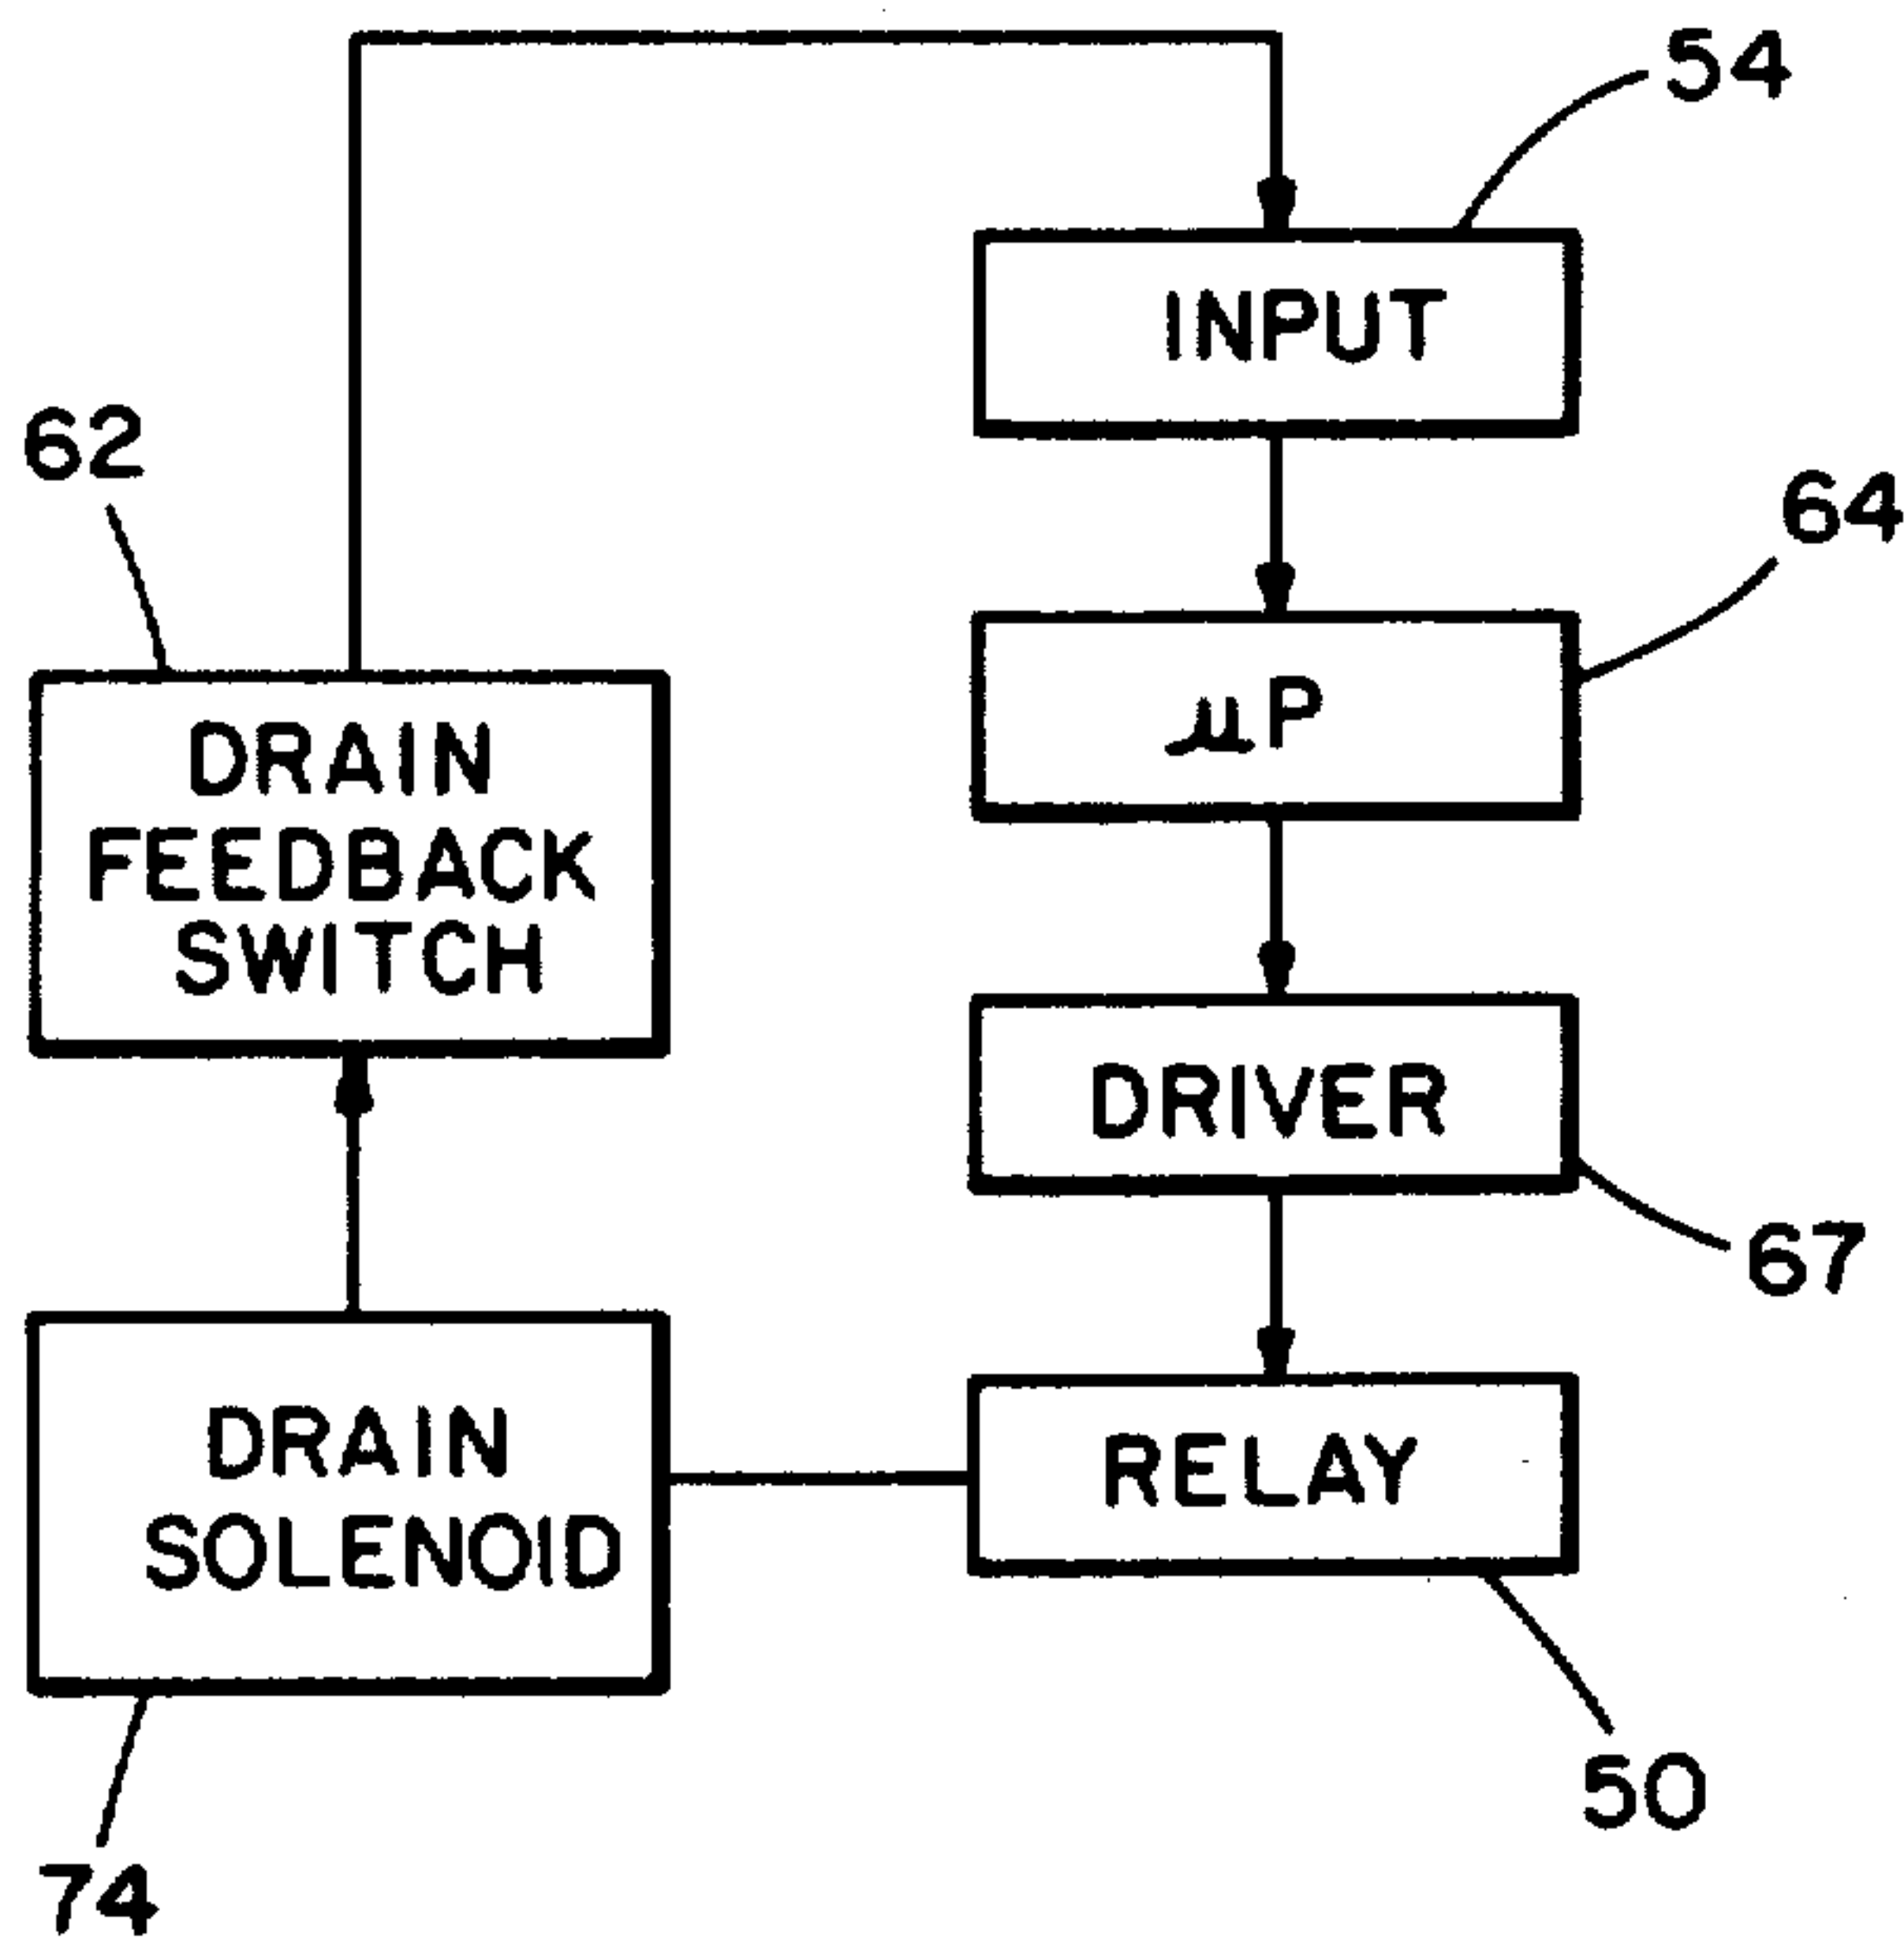 54
INPUT
62
64
DRAIN
FEEDBACK
SWITCH
µP
DRIVER
67
DRAIN
SOLENOID
RELAY
50
74